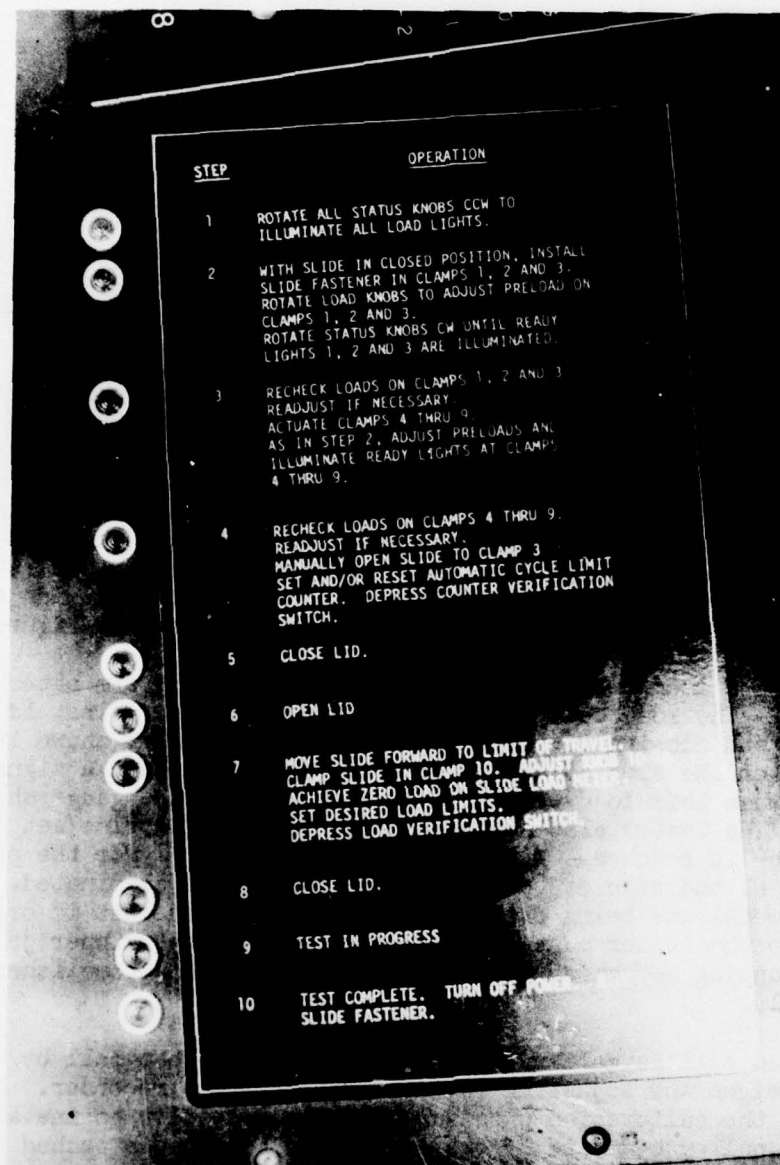 8
2
STEP OPERATION
1 ROTATE ALL STATUS KNOBS CCW TO
ILLUMINATE ALL LOAD LIGHTS.
2 WITH SLIDE IN CLOSED POSITION, INSTALL
SLIDE FASTENER IN CLAMPS 1, 2 AND 3.
ROTATE LOAD KNOBS TO ADJUST PRELOAD ON
CLAMPS 1, 2 AND 3.
ROTATE STATUS KNOBS CW UNTIL READY
LIGHTS 1, 2 AND 3 ARE ILLUMINATED.
3 RECHECK LOADS ON CLAMPS 1, 2 AND 3
READJUST IF NECESSARY.
ACTUATE CLAMPS 4 THRU 9.
AS IN STEP 2, ADJUST PRELOADS AND
ILLUMINATE READY LIGHTS AT CLAMPS
4 THRU 9.
4 RECHECK LOADS ON CLAMPS 4 THRU 9.
READJUST IF NECESSARY.
MANUALLY OPEN SLIDE TO CLAMP 3
SET AND/OR RESET AUTOMATIC CYCLE LIMIT
COUNTER. DEPRESS COUNTER VERIFICATION
SWITCH.
5 CLOSE LID.
6 OPEN LID
7 MOVE SLIDE FORWARD TO LIMIT OF TRAVEL.
CLAMP SLIDE IN CLAMP 10. ADJUST KNOB
ACHIEVE ZERO LOAD ON SLIDE LOAD METER
SET DESIRED LOAD LIMITS.
DEPRESS LOAD VERIFICATION SWITCH.
8 CLOSE LID.
9 TEST IN PROGRESS
10 TEST COMPLETE. TURN OFF POWER.
SLIDE FASTENER.